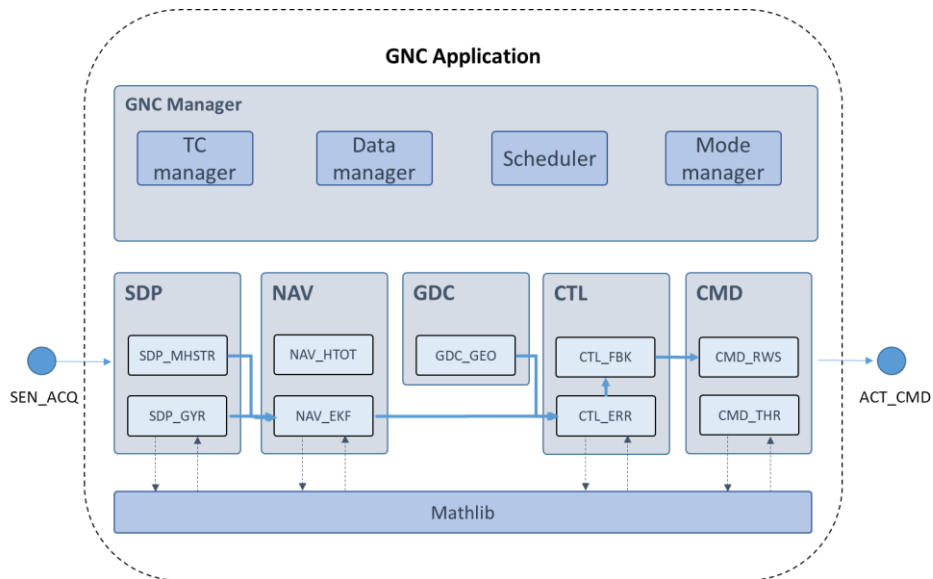 GNC Application
GNC Manager
TC
manager
Data
manager
Scheduler
Mode
manager
SDP
NAV
GDC
CTL
CMD
SDP_MHSTR
NAV_HTOT
GDC_GEO
CTL_FBK
CMD_RWS
SEN_ACQ
ACT_CMD
SDP_GYR
NAV_EKF
CTL_ERR
CMD_THR
Mathlib